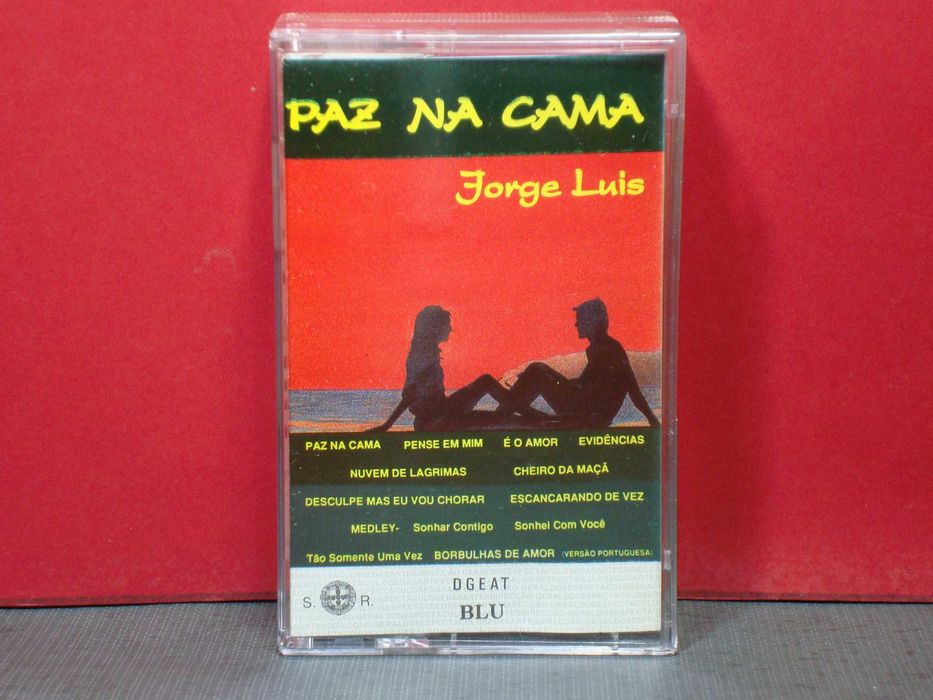 PAZ NA CAMA
Jorge Luis
PAZ NA CAMA PENSE EM MIM É O AMOR EVIDÊNCIAS
NUVEM DE LAGRIMAS CHEIRO DA MAÇÃ
DESCULPE MAS EU VOU CHORAR ESCANCARANDO DE VEZ
MEDLEY- Sonhar Contigo Sonhei Com Você
Tão Somente Uma Vez BORBULHAS DE AMOR (VERSÃO PORTUGUESA)
DGEAT
S. R.
BLU